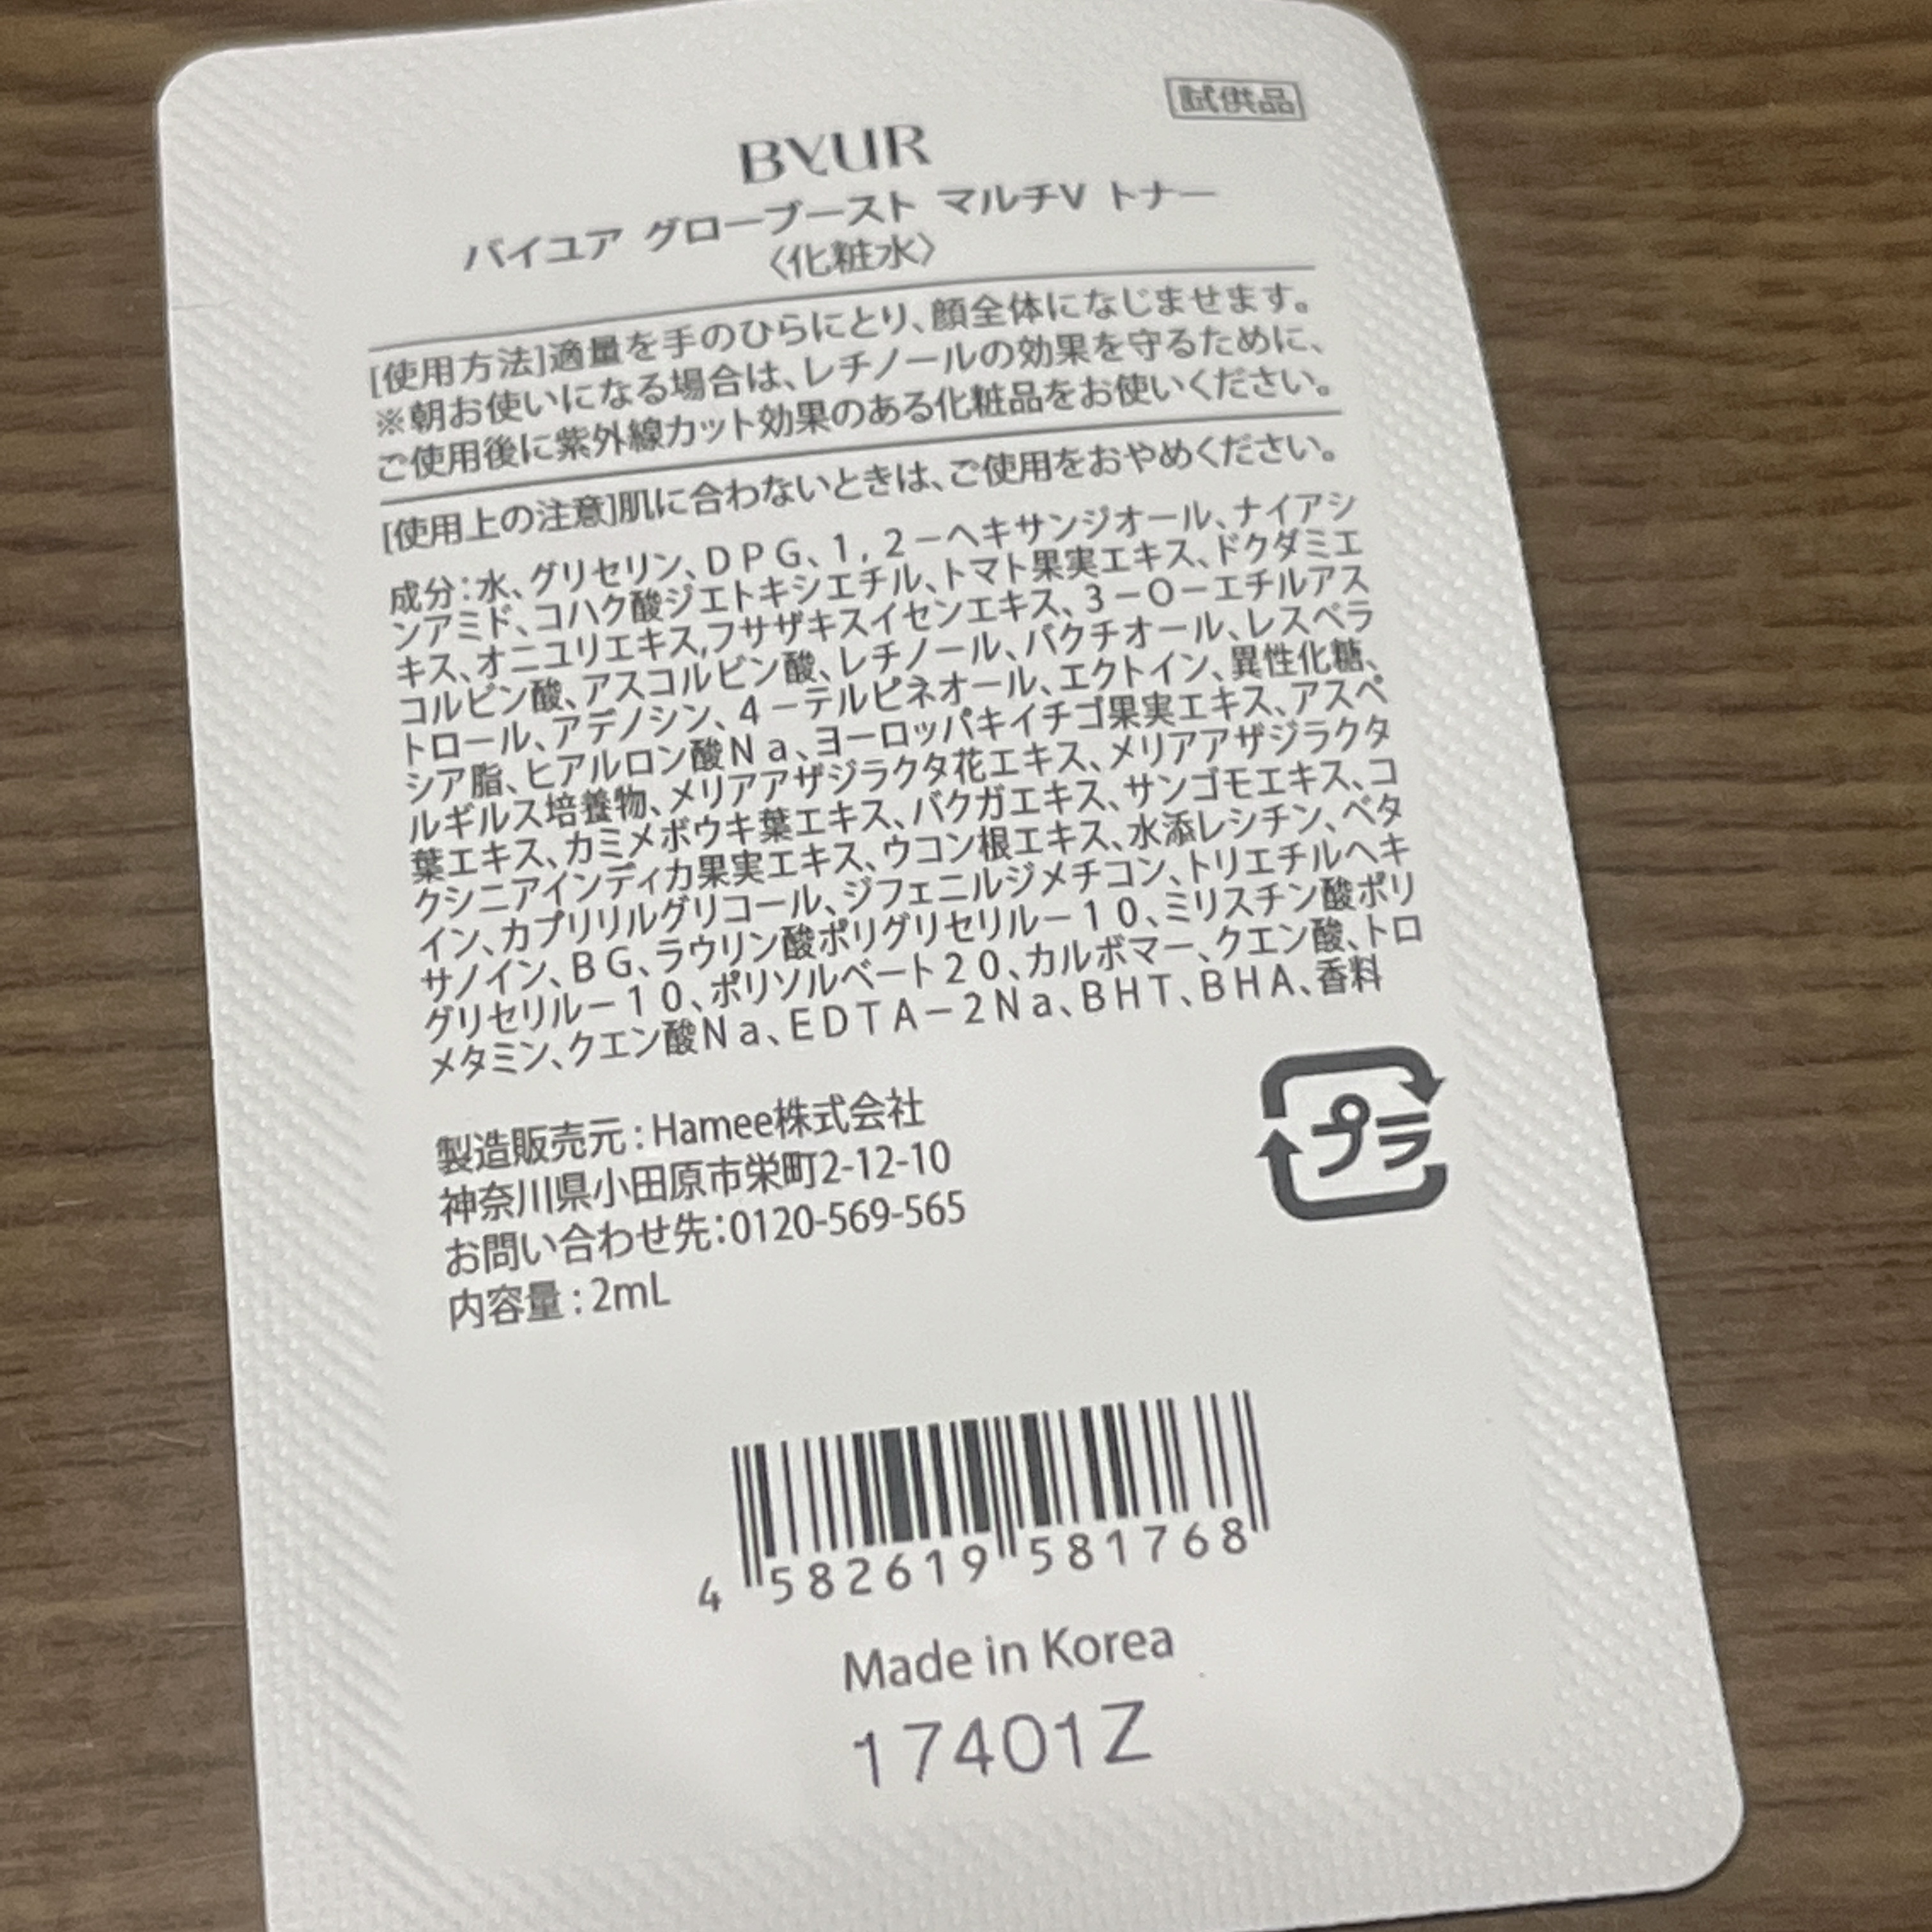 試供品
BYUR
バイユア グローブースト マルチV トナー
〈化粧水〉
[使用方法]適量を手のひらにとり、顔全体になじませます。
※朝お使いになる場合は、レチノールの効果を守るために、
ご使用後に紫外線カット効果のある化粧品をお使いください。
[使用上の注意]肌に合わないときは、ご使用をおやめください。
成分：水、グリセリン、ＤＰＧ、１，２－ヘキサンジオール、ナイアシ
ンアミド、コハク酸ジエトキシエチル、トマト果実エキス、ドクダミエ
キス、オニユリエキス,フサザキスイセンエキス、３－Ｏ－エチルアス
コルビン酸、アスコルビン酸、レチノール、バクチオール、レスベラ
トロール、アデノシン、４－テルピネオール、エクトイン、異性化糖、
シア脂、ヒアルロン酸Ｎａ、ヨーロッパキイチゴ果実エキス、アスペ
ルギルス培養物、メリアアザジラクタ花エキス、メリアアザジラクタ
葉エキス、カミメボウキ葉エキス、バクガエキス、サンゴモエキス、コ
クシニアインディカ果実エキス、ウコン根エキス、水添レシチン、ベタ
イン、カプリリルグリコール、ジフェニルジメチコン、トリエチルヘキ
サノイン、ＢＧ、ラウリン酸ポリグリセリル－１０、ミリスチン酸ポリ
グリセリル－１０、ポリソルベート２０、カルボマー、クエン酸、トロ
メタミン、クエン酸Ｎａ、ＥＤＴＡ－２Ｎａ、ＢＨＴ、ＢＨＡ、香料
製造販売元：Hamee株式会社
神奈川県小田原市栄町2-12-10
お問い合わせ先：0120-569-565
内容量：2mL
プラ
4 582619 581768
Made in Korea
17401Z